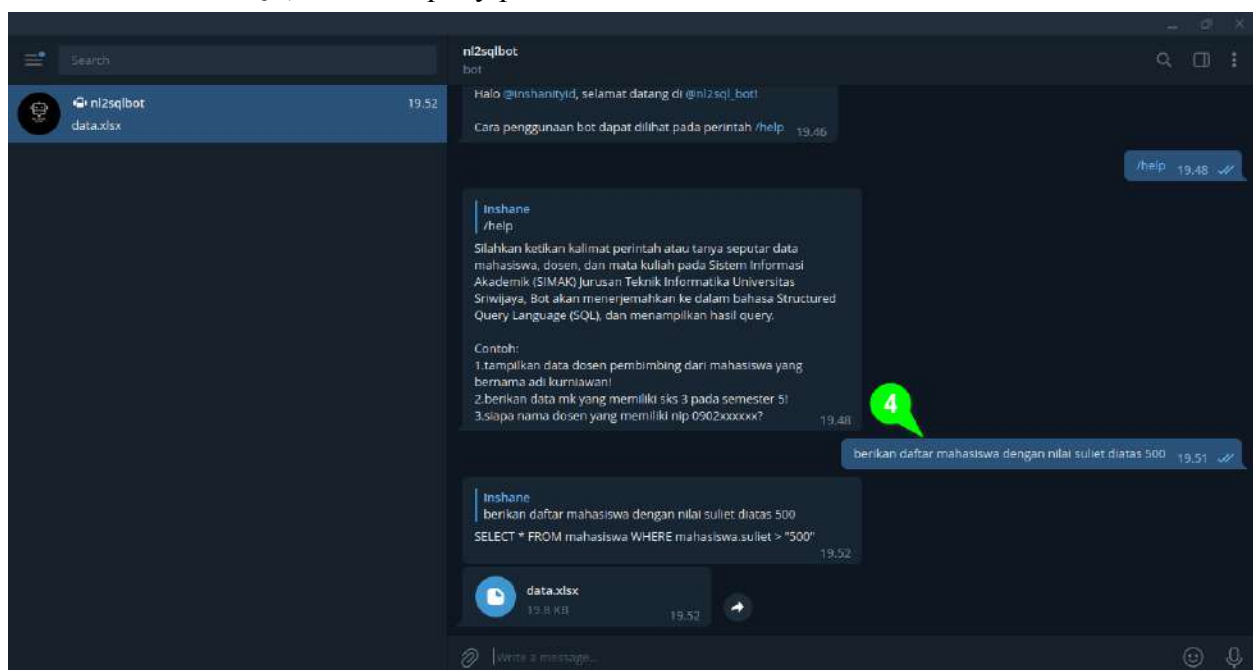 Search
nl2sqlbot
19.52
data.xlsx
nl2sqlbot
bot
Halo @inshanityid, selamat datang di @nl2sql_bot!
Cara penggunaan bot dapat dilihat pada perintah /help
19.46
/help 19.48
Inshane
/help
Silahkan ketikan kalimat perintah atau tanya seputar data
mahasiswa, dosen, dan mata kuliah pada Sistem Informasi
Akademik (SIMAK) Jurusan Teknik Informatika Universitas
Sriwijaya, Bot akan menerjemahkan ke dalam bahasa Structured
Query Language (SQL), dan menampilkan hasil query.
Contoh:
1.tampilkan data dosen pembimbing dari mahasiswa yang
bernama adi kurniawan!
2.berikan data mk yang memiliki sks 3 pada semester 5!
3.siapa nama dosen yang memiliki nip 0902xxxxxx?
19.48
4
berikan daftar mahasiswa dengan nilai suliet diatas 500 19.51
Inshane
berikan daftar mahasiswa dengan nilai suliet diatas 500
SELECT * FROM mahasiswa WHERE mahasiswa.suliet > "500"
19.52
data.xlsx
19.8 KB
19.52
Write a message...